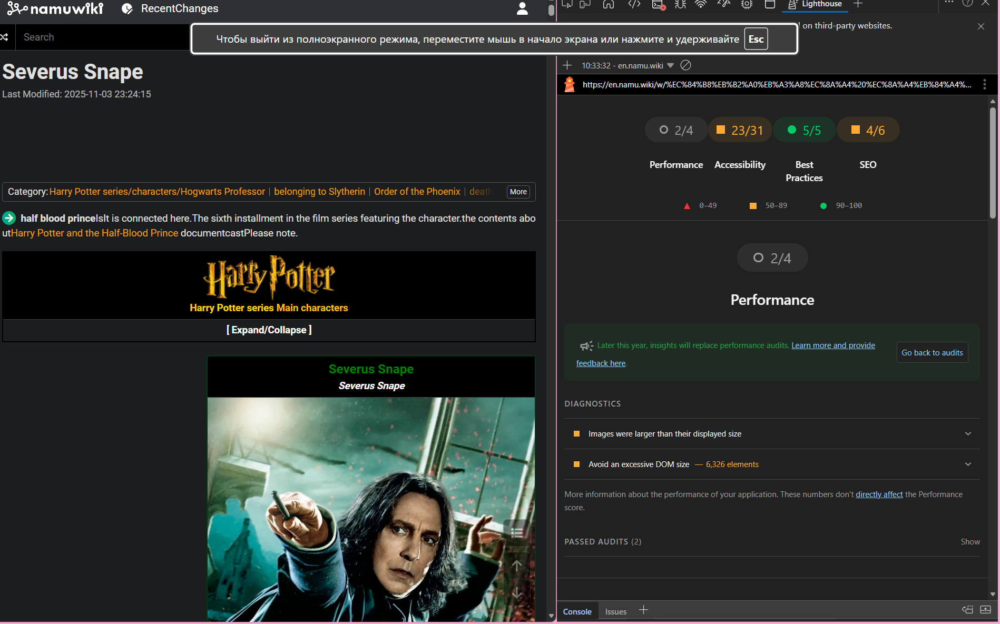 namuwiki
RecentChanges
Search
Чтобы выйти из полноэкранного режима, переместите мышь в начало экрана или нажмите и удерживайте Esc
Severus Snape
Last Modified: 2025-11-03 23:24:15
Category: Harry Potter series/characters/Hogwarts Professor | belonging to Slytherin | Order of the Phoenix | death
More
half blood princeIsIt is connected here.The sixth installment in the film series featuring the character.the contents abo
utHarry Potter and the Half-Blood Prince documentcastPlease note.
Harry Potter
Harry Potter series Main characters
[ Expand/Collapse ]
Severus Snape
Severus Snape
Lighthouse
on third-party websites.
10:33:32 - en.namu.wiki
https://en.namu.wiki/w/%EC%84%B8%EB%B2%A0%EB%A3%A8%EC%8A%A4%20%EC%8A%A4%EB%84%A4%...
2/4
23/31
5/5
4/6
Performance
Accessibility
Best
Practices
SEO
0–49
50–89
90–100
2/4
Performance
Later this year, insights will replace performance audits. Learn more and provide
feedback here.
Go back to audits
DIAGNOSTICS
Images were larger than their displayed size
Avoid an excessive DOM size — 6,326 elements
More information about the performance of your application. These numbers don't directly affect the Performance
score.
PASSED AUDITS (2)
Show
Console
Issues